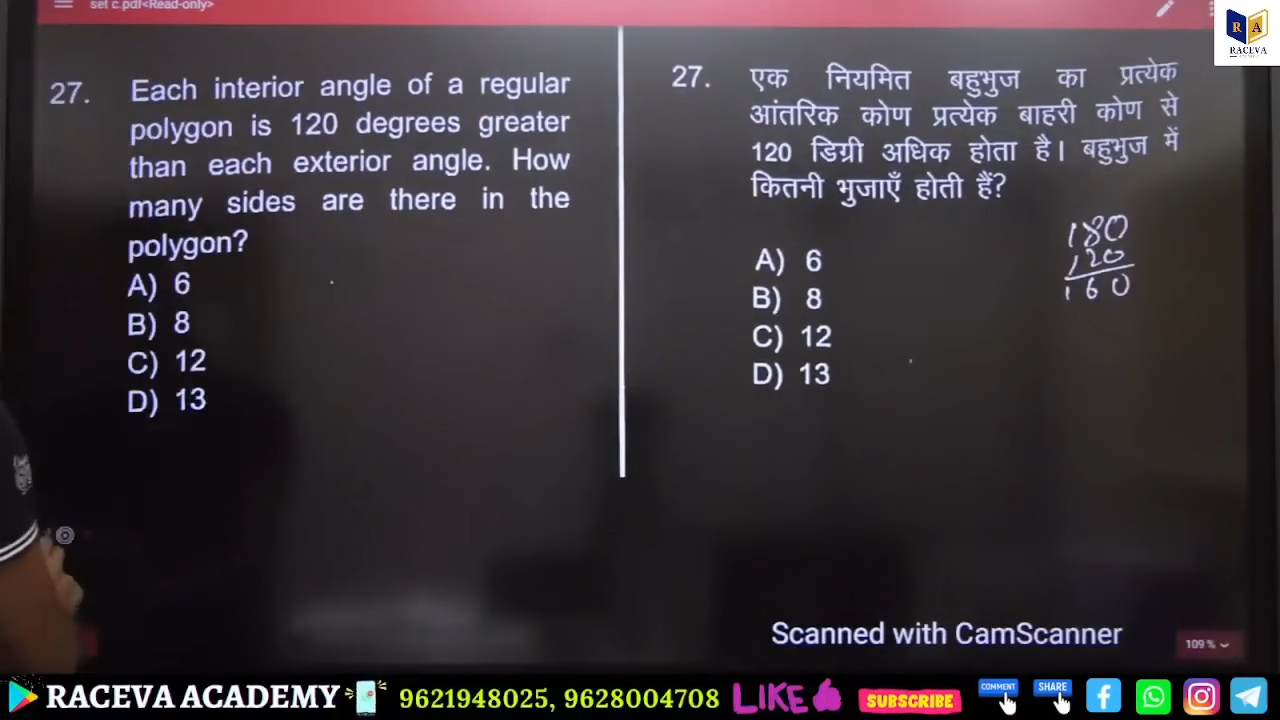 set c.pdf<Read-only>
R A
RACEVA
27. Each interior angle of a regular
polygon is 120 degrees greater
than each exterior angle. How
many sides are there in the
polygon?
A) 6
B) 8
C) 12
D) 13
27. एक नियमित बहुभुज का प्रत्येक
आंतरिक कोण प्रत्येक बाहरी कोण से
120 डिग्री अधिक होता है। बहुभुज में
कितनी भुजाएँ होती हैं?
A) 6
B) 8
C) 12
D) 13
180
120
160
Scanned with CamScanner
109 %
RACEVA ACADEMY 9621948025, 9628004708 LIKE SUBSCRIBE COMMENT SHARE